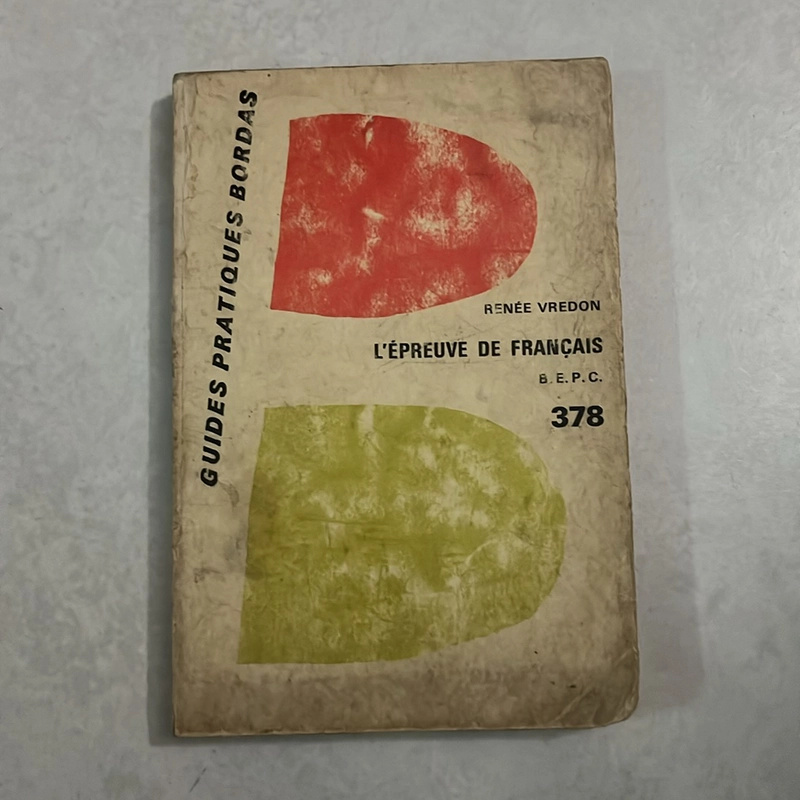 GUIDES PRATIQUES BORDAS
RENÉE VREDON
L'ÉPREUVE DE FRANÇAIS
B.E.P.C.
378